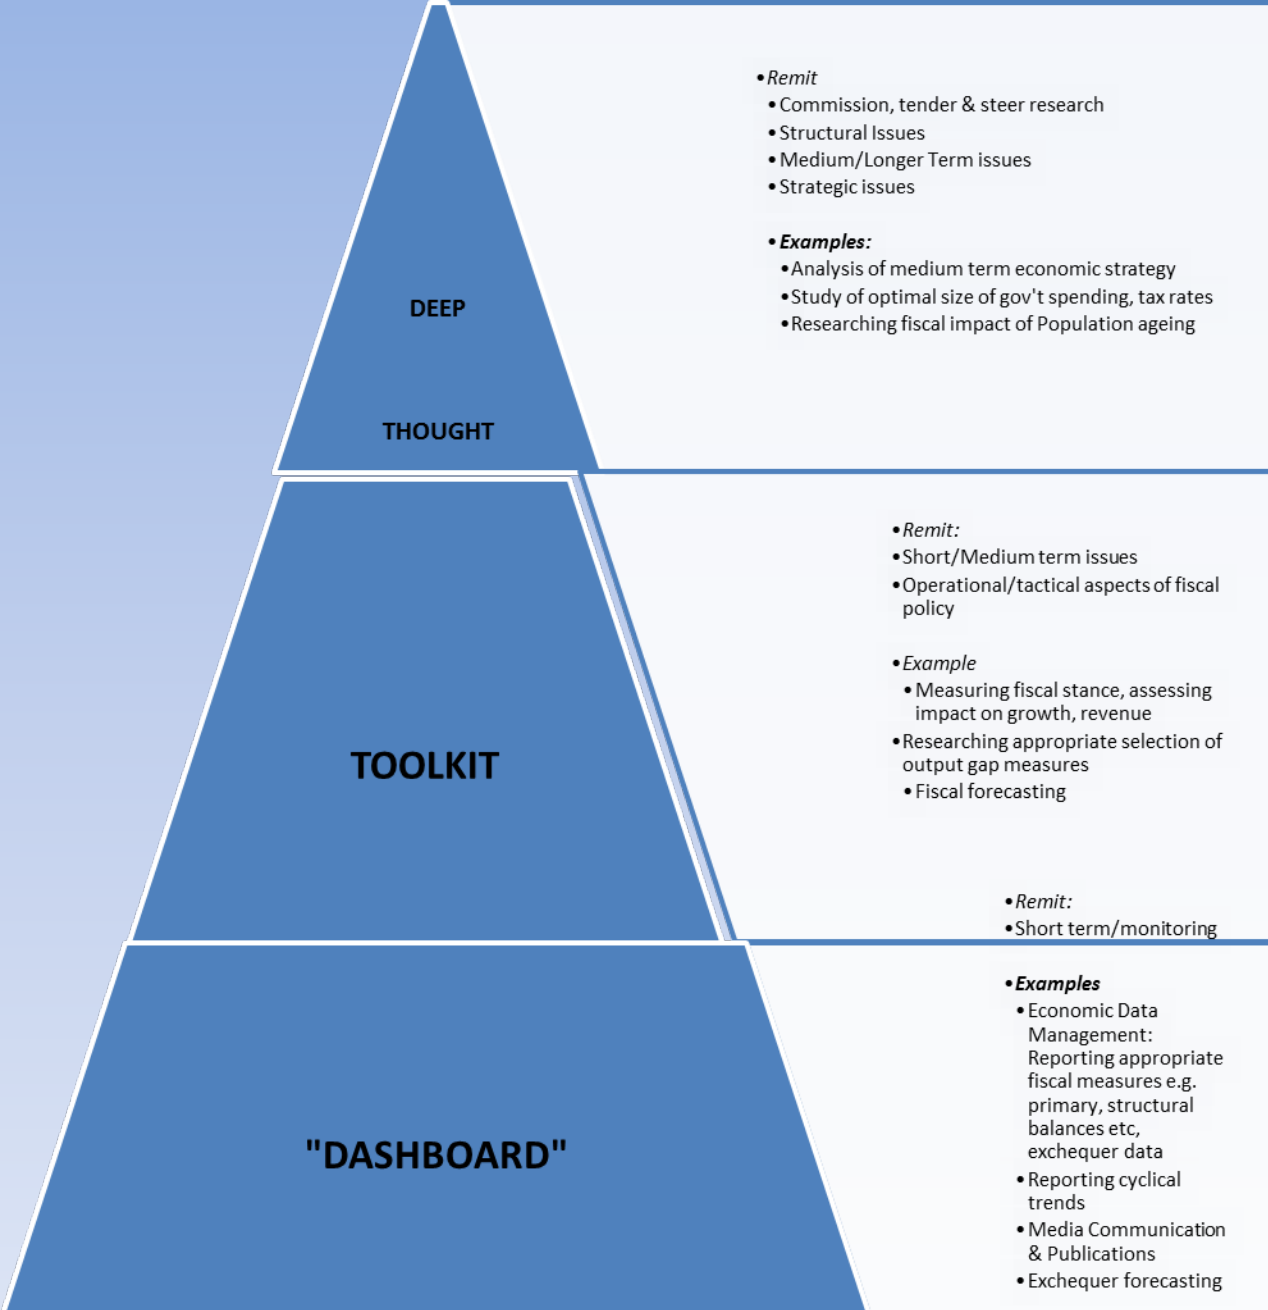 •Remit
•Commission, tender & steer research
•Structural Issues
•Medium/Longer Term issues
•Strategic issues
•Examples:
•Analysis of medium term economic strategy
•Study of optimal size of gov't spending, tax rates
•Researching fiscal impact of Population ageing
DEEP
THOUGHT
•Remit:
•Short/Medium term issues
•Operational/tactical aspects of fiscal
policy
•Example
•Measuring fiscal stance, assessing
impact on growth, revenue
•Researching appropriate selection of
output gap measures
•Fiscal forecasting
TOOLKIT
•Remit:
•Short term/monitoring
•Examples
•Economic Data
Management:
Reporting appropriate
fiscal measures e.g.
primary, structural
balances etc,
exchequer data
•Reporting cyclical
trends
•Media Communication
& Publications
•Exchequer forecasting
"DASHBOARD"